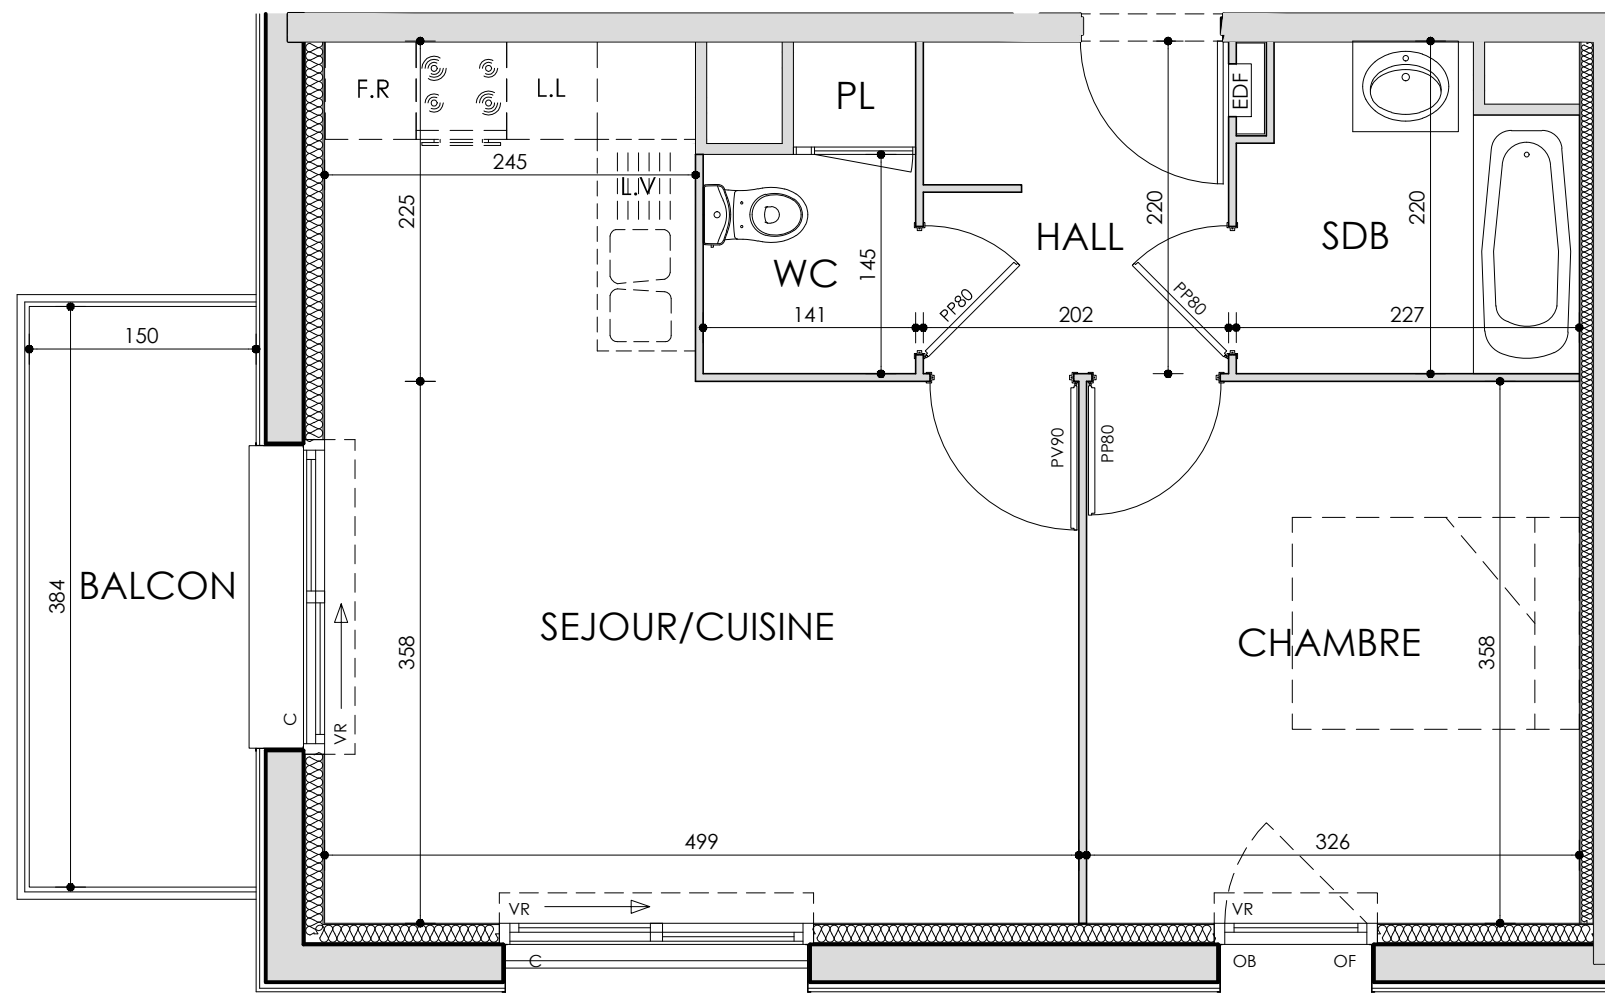 F.R
L.L
PL
EDF
245
L.V
225
WC
145
HALL
220
SDB
220
PP80
PP80
141
202
227
150
PV90
PP80
384
BALCON
358
SEJOUR/CUISINE
CHAMBRE
358
C
VR
499
326
VR
VR
C
OB
OF